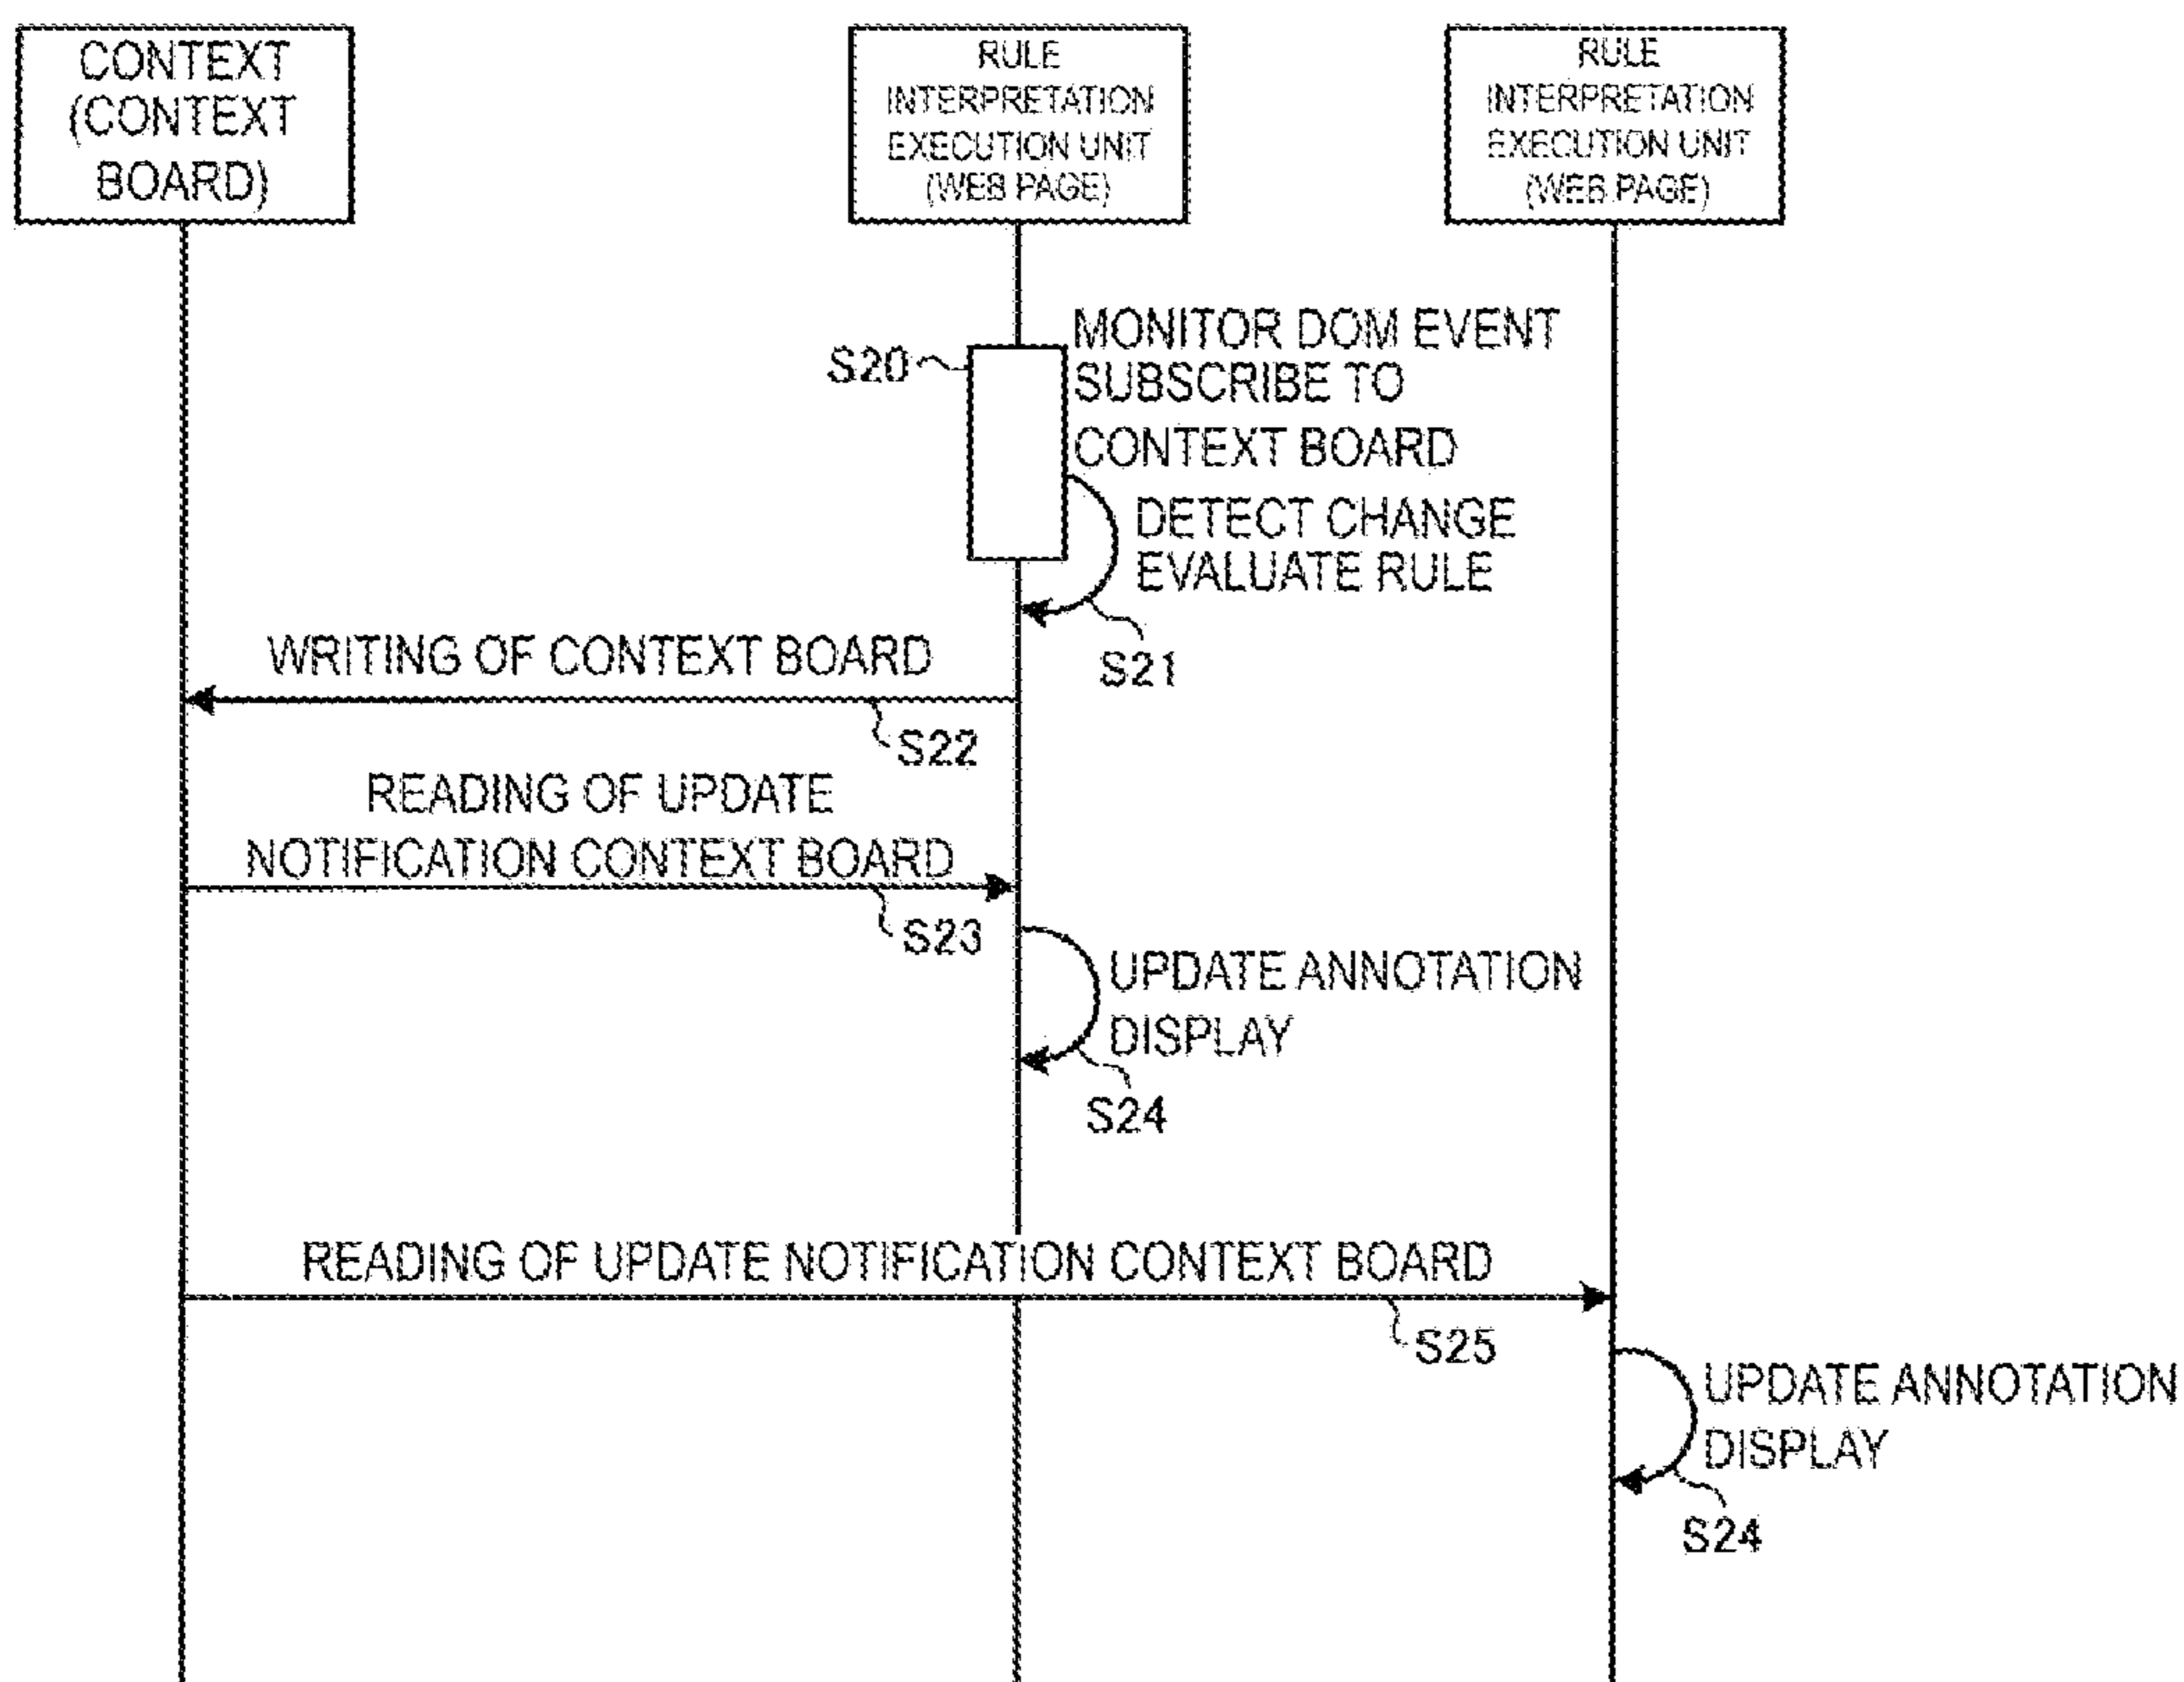 CONTEXT
(CONTEXT
BOARD)
RULE
INTERPRETATION
EXECUTION UNIT
(WEB PAGE)
RULE
INTERPRETATION
EXECUTION UNIT
(WEB PAGE)
S20
MONITOR DOM EVENT
SUBSCRIBE TO
CONTEXT BOARD
DETECT CHANGE
EVALUATE RULE
S21
WRITING OF CONTEXT BOARD
S22
READING OF UPDATE
NOTIFICATION CONTEXT BOARD
S23
UPDATE ANNOTATION
DISPLAY
S24
READING OF UPDATE NOTIFICATION CONTEXT BOARD
S25
UPDATE ANNOTATION
DISPLAY
S24